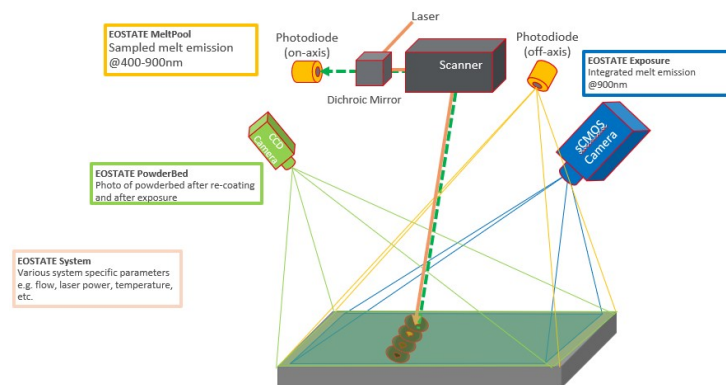 Laser
EOSTATE MeltPool
Sampled melt emission
@400-900nm
Photodiode
(on-axis)
Dichroic Mirror
Scanner
Photodiode
(off-axis)
EOSTATE Exposure
Integrated melt emission
@900nm
CCD
Camera
sCMOS
Camera
EOSTATE PowderBed
Photo of powderbed after re-coating
and after exposure
EOSTATE System
Various system specific parameters
e.g. flow, laser power, temperature,
etc.